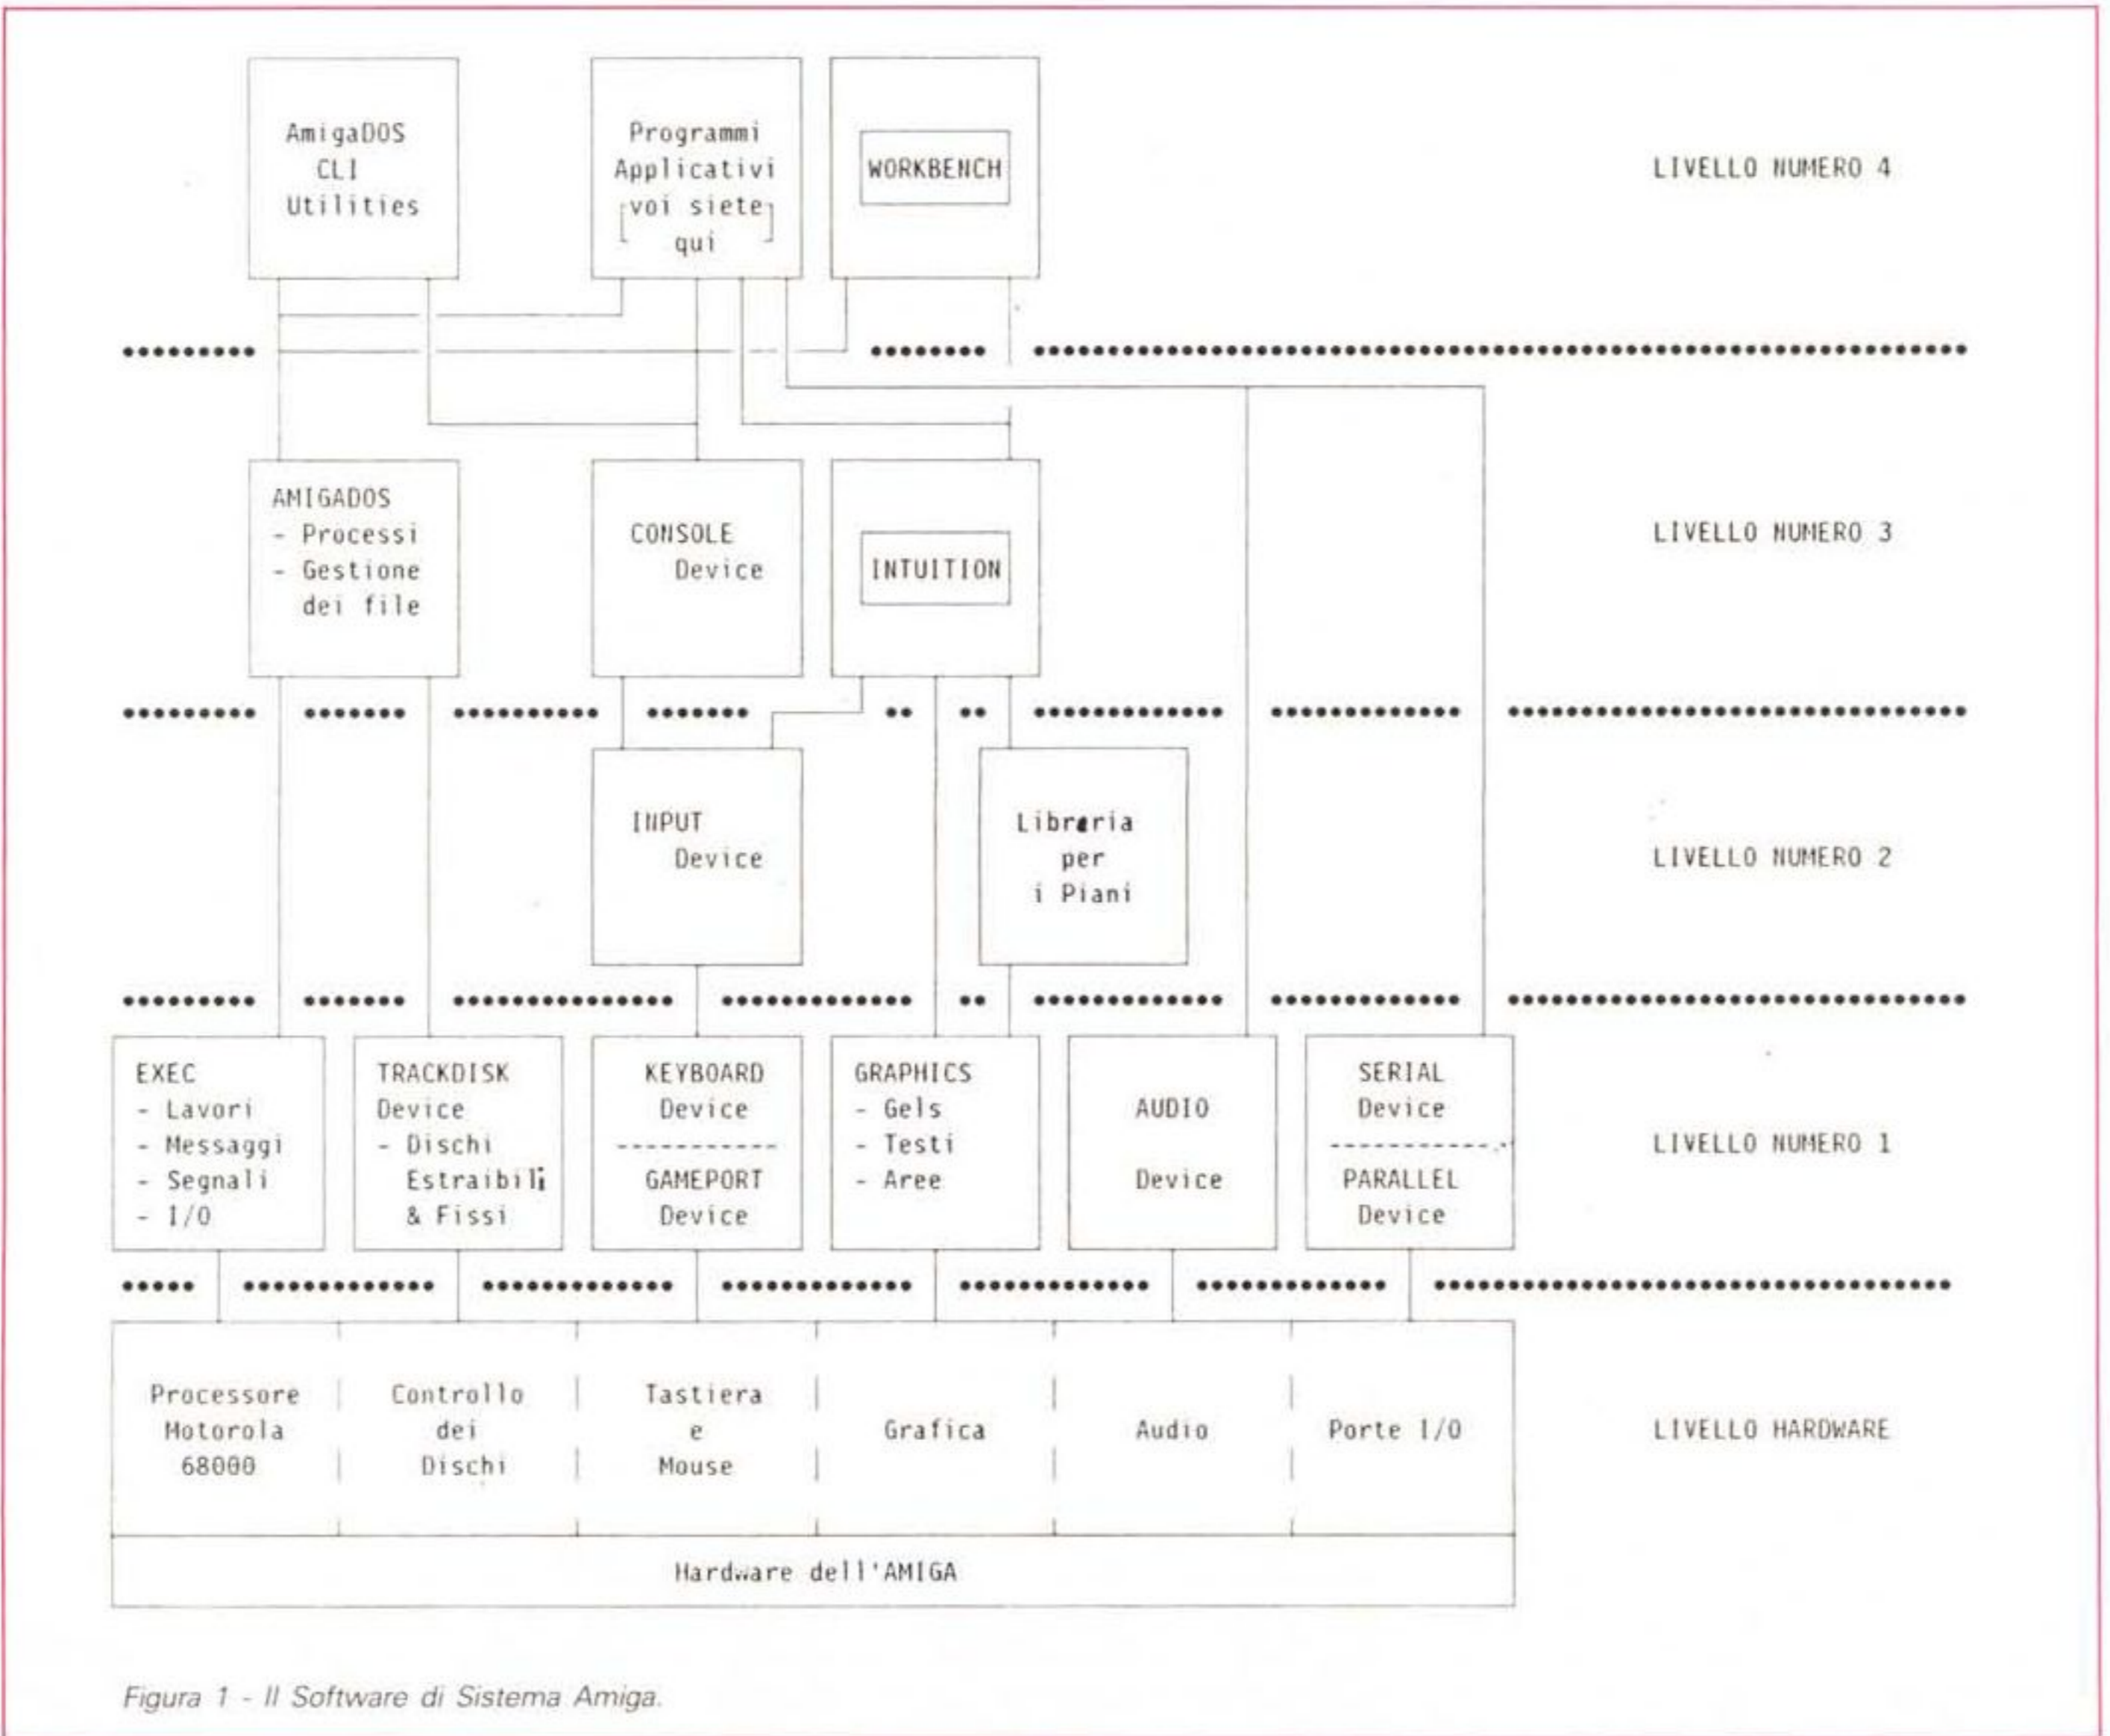 AmigaDOS
CLI
Utilities
Programmi
Applicativi
voi siete
qui
WORKBENCH
LIVELLO NUMERO 4
AMIGADOS
- Processi
- Gestione
dei file
CONSOLE
Device
INTUITION
LIVELLO NUMERO 3
INPUT
Device
Libreria
per
i Piani
LIVELLO NUMERO 2
EXEC
- Lavori
- Messaggi
- Segnali
- I/O
TRACKDISK
Device
- Dischi
Estraibili
& Fissi
KEYBOARD
Device
-----------
GAMEPORT
Device
GRAPHICS
- Gels
- Testi
- Aree
AUDIO
Device
SERIAL
Device
------------
PARALLEL
Device
LIVELLO NUMERO 1
Processore
Motorola
68000
Controllo
dei
Dischi
Tastiera
e
Mouse
Grafica
Audio
Porte I/O
LIVELLO HARDWARE
Hardware dell'AMIGA
Figura 1 - Il Software di Sistema Amiga.